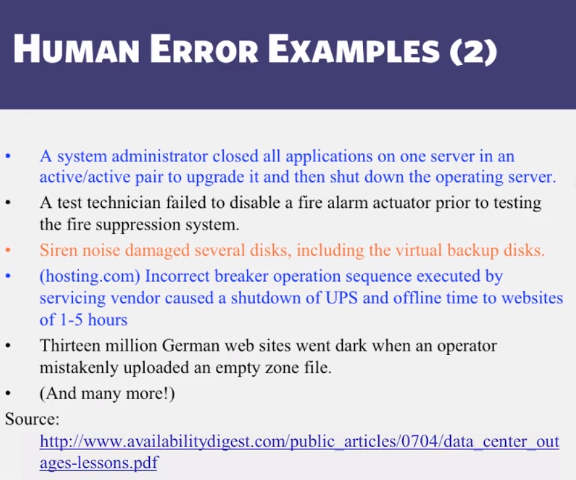 HUMAN ERROR EXAMPLES (2)
• A system administrator closed all applications on one server in an
active/active pair to upgrade it and then shut down the operating server.
• A test technician failed to disable a fire alarm actuator prior to testing
the fire suppression system.
• Siren noise damaged several disks, including the virtual backup disks.
• (hosting.com) Incorrect breaker operation sequence executed by
servicing vendor caused a shutdown of UPS and offline time to websites
of 1-5 hours
• Thirteen million German web sites went dark when an operator
mistakenly uploaded an empty zone file.
• (And many more!)
Source:
http://www.availabilitydigest.com/public_articles/0704/data_center_out
ages-lessons.pdf